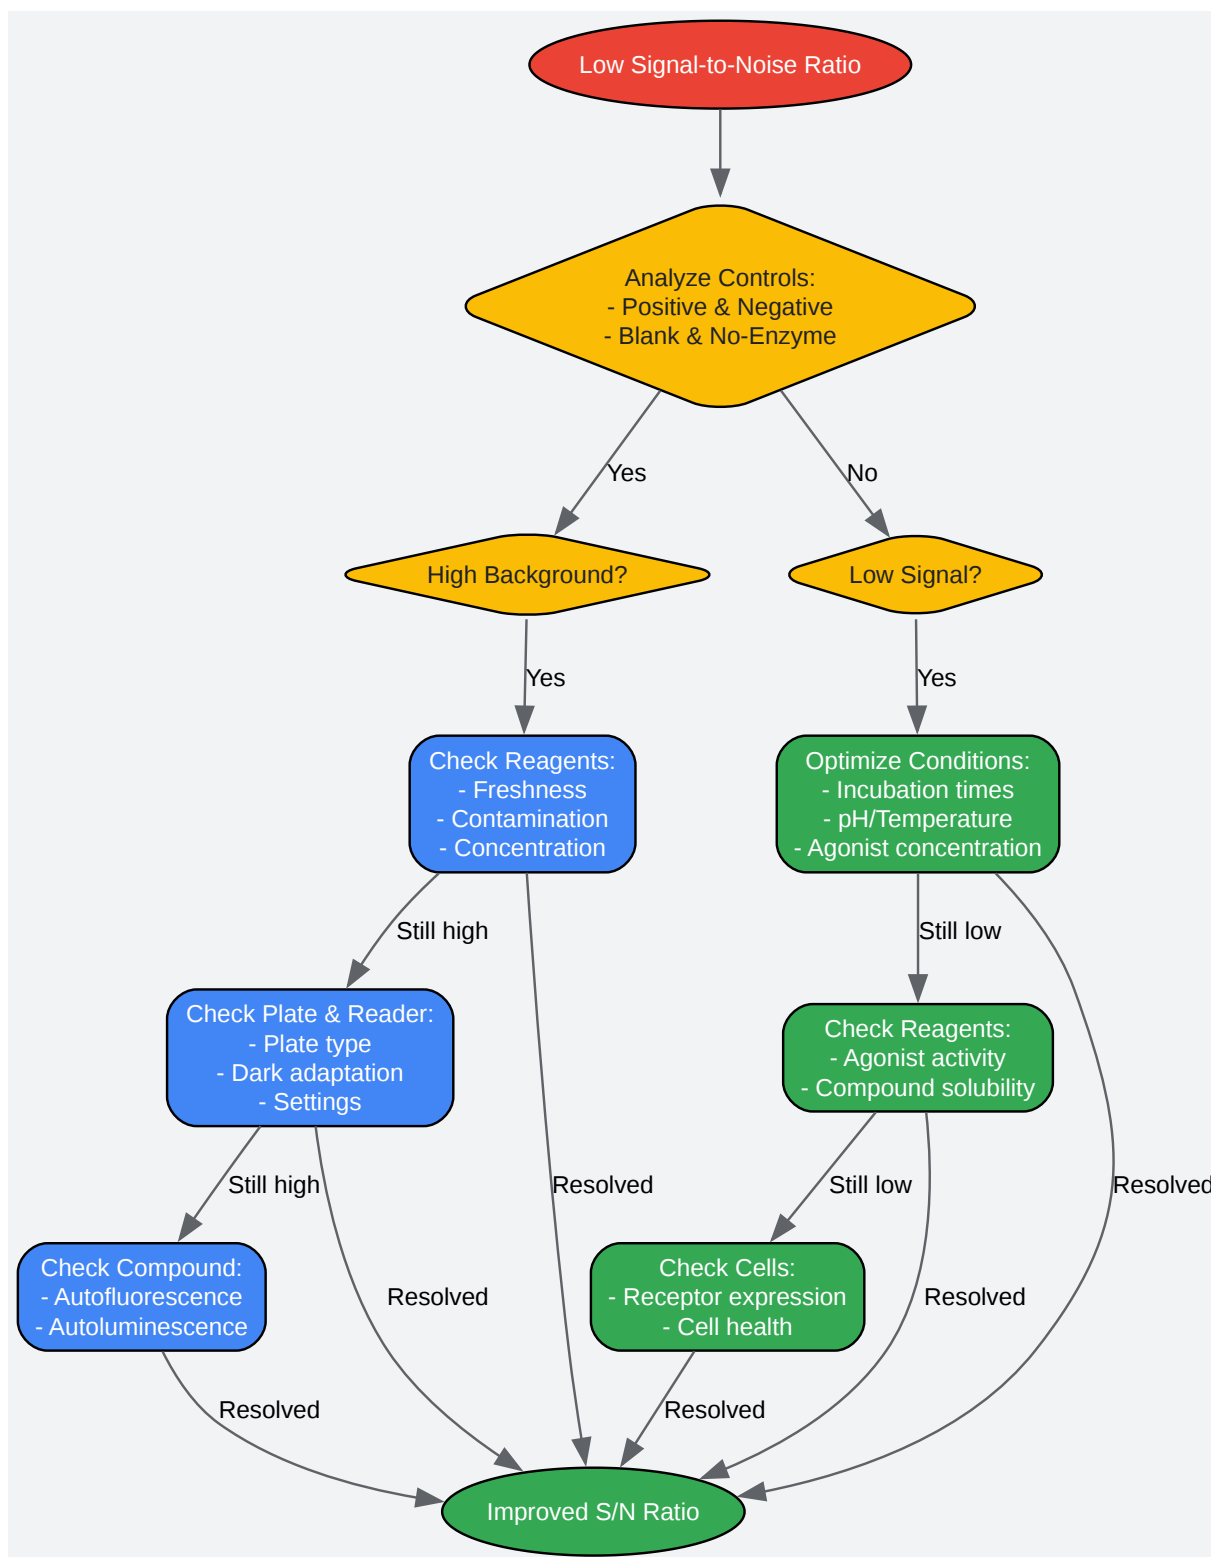 Low Signal-to-Noise Ratio
Analyze Controls:
- Positive & Negative
- Blank & No-Enzyme
Yes
No
High Background?
Low Signal?
Yes
Yes
Check Reagents:
- Freshness
- Contamination
- Concentration
Optimize Conditions:
- Incubation times
- pH/Temperature
- Agonist concentration
Still high
Still low
Check Plate & Reader:
- Plate type
- Dark adaptation
- Settings
Check Reagents:
- Agonist activity
- Compound solubility
Still high
Resolved
Still low
Resolved
Check Compound:
- Autofluorescence
- Autoluminescence
Resolved
Check Cells:
- Receptor expression
- Cell health
Resolved
Resolved
Resolved
Improved S/N Ratio